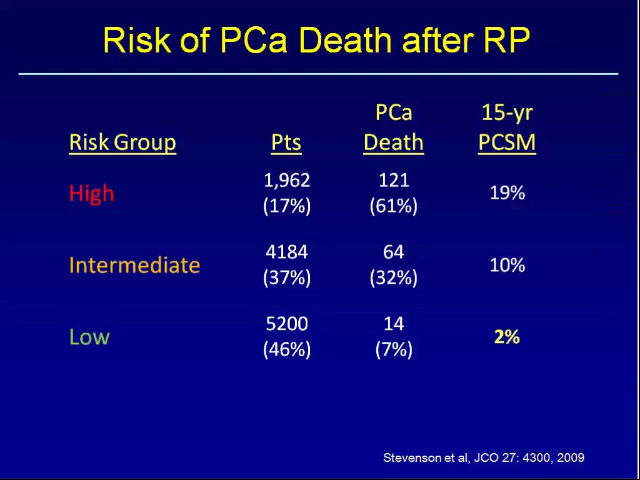 Risk of PCa Death after RP
Risk Group Pts PCa Death 15-yr PCSM
High 1,962 (17%) 121 (61%) 19%
Intermediate 4184 (37%) 64 (32%) 10%
Low 5200 (46%) 14 (7%) 2%
Stevenson et al, JCO 27: 4300, 2009